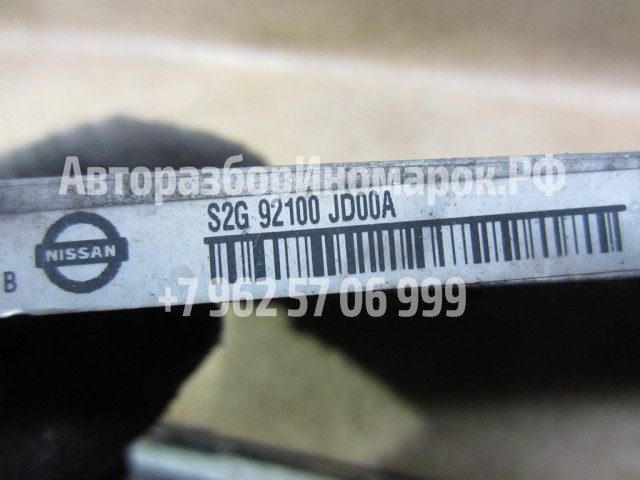 АвторазборИномарок.РФ
S2G 92100 JD00A
NISSAN
B
+7 962 57 06 999